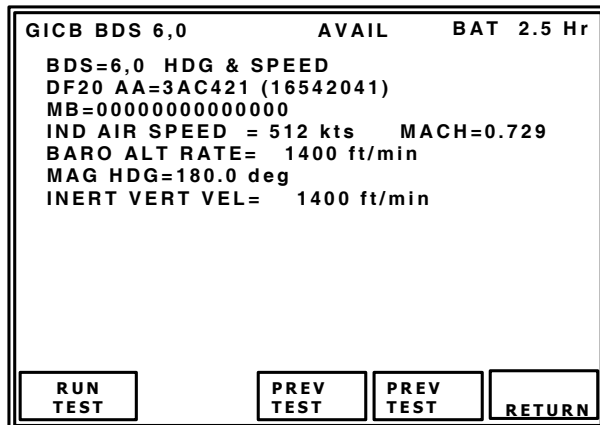 GICB BDS 6,0 AVAIL BAT 2.5 Hr
BDS=6,0 HDG & SPEED
DF20 AA=3AC421 (16542041)
MB=00000000000000
IND AIR SPEED = 512 kts MACH=0.729
BARO ALT RATE= 1400 ft/min
MAG HDG=180.0 deg
INERT VERT VEL= 1400 ft/min
RUN TEST
PREV TEST
PREV TEST
RETURN